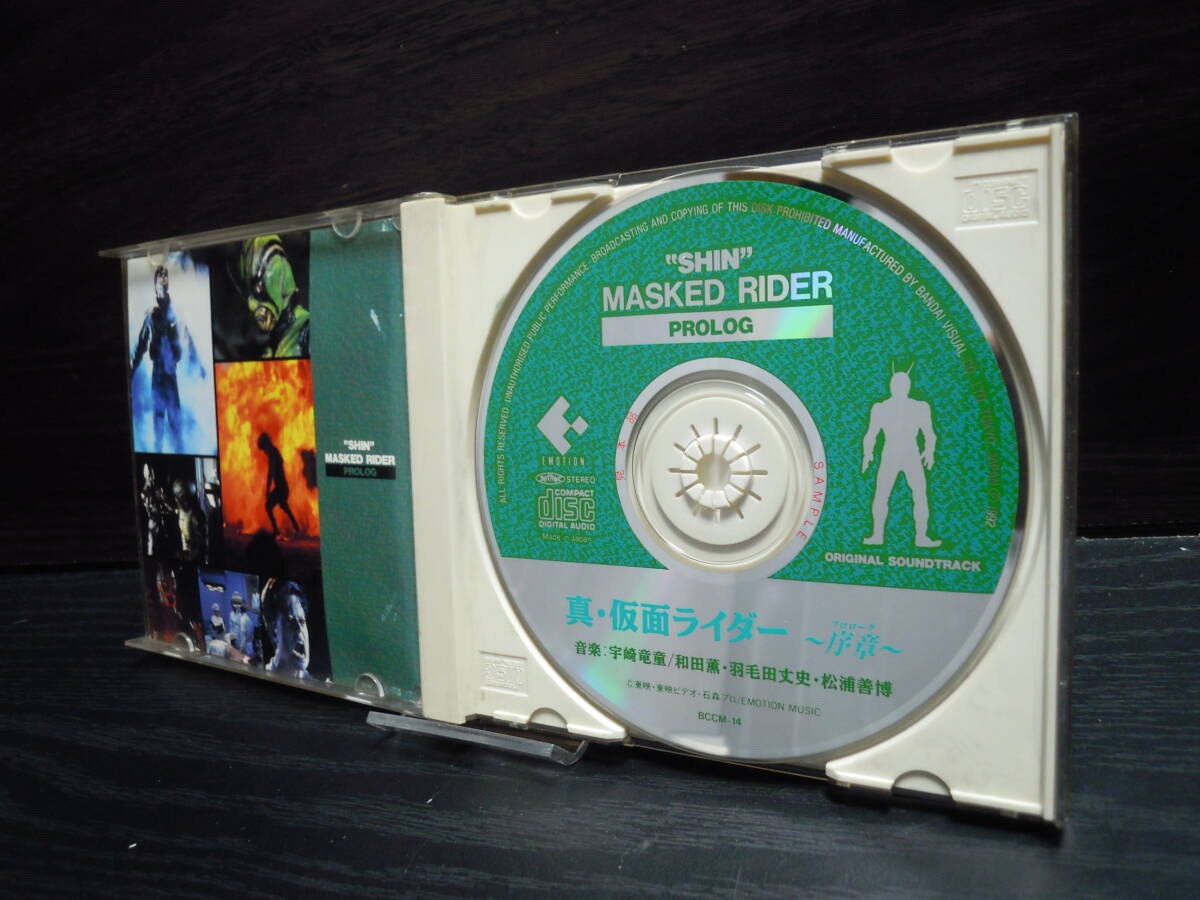 "SHIN"
MASKED RIDER
PROLOG
ALL RIGHTS RESERVED UNAUTHORISED PUBLIC PERFORMANCE. BROADCASTING AND COPYING OF THIS DISK PROHIBITED MANUFACTURED BY BANDAI VISUAL
"SHIN"
MASKED RIDER
PROLOG
EMOTION
STEREO
COMPACT
disc
DIGITAL AUDIO
Made in Japan
見本品
SAMPLE
ORIGINAL SOUNDTRACK
プロローグ
真・仮面ライダー ～序章～
音楽:宇崎竜童/和田薫・羽毛田丈史・松浦善博
©東映・東映ビデオ・石森プロ/EMOTION MUSIC
BCCM-14
disc
DIGITAL AUDIO